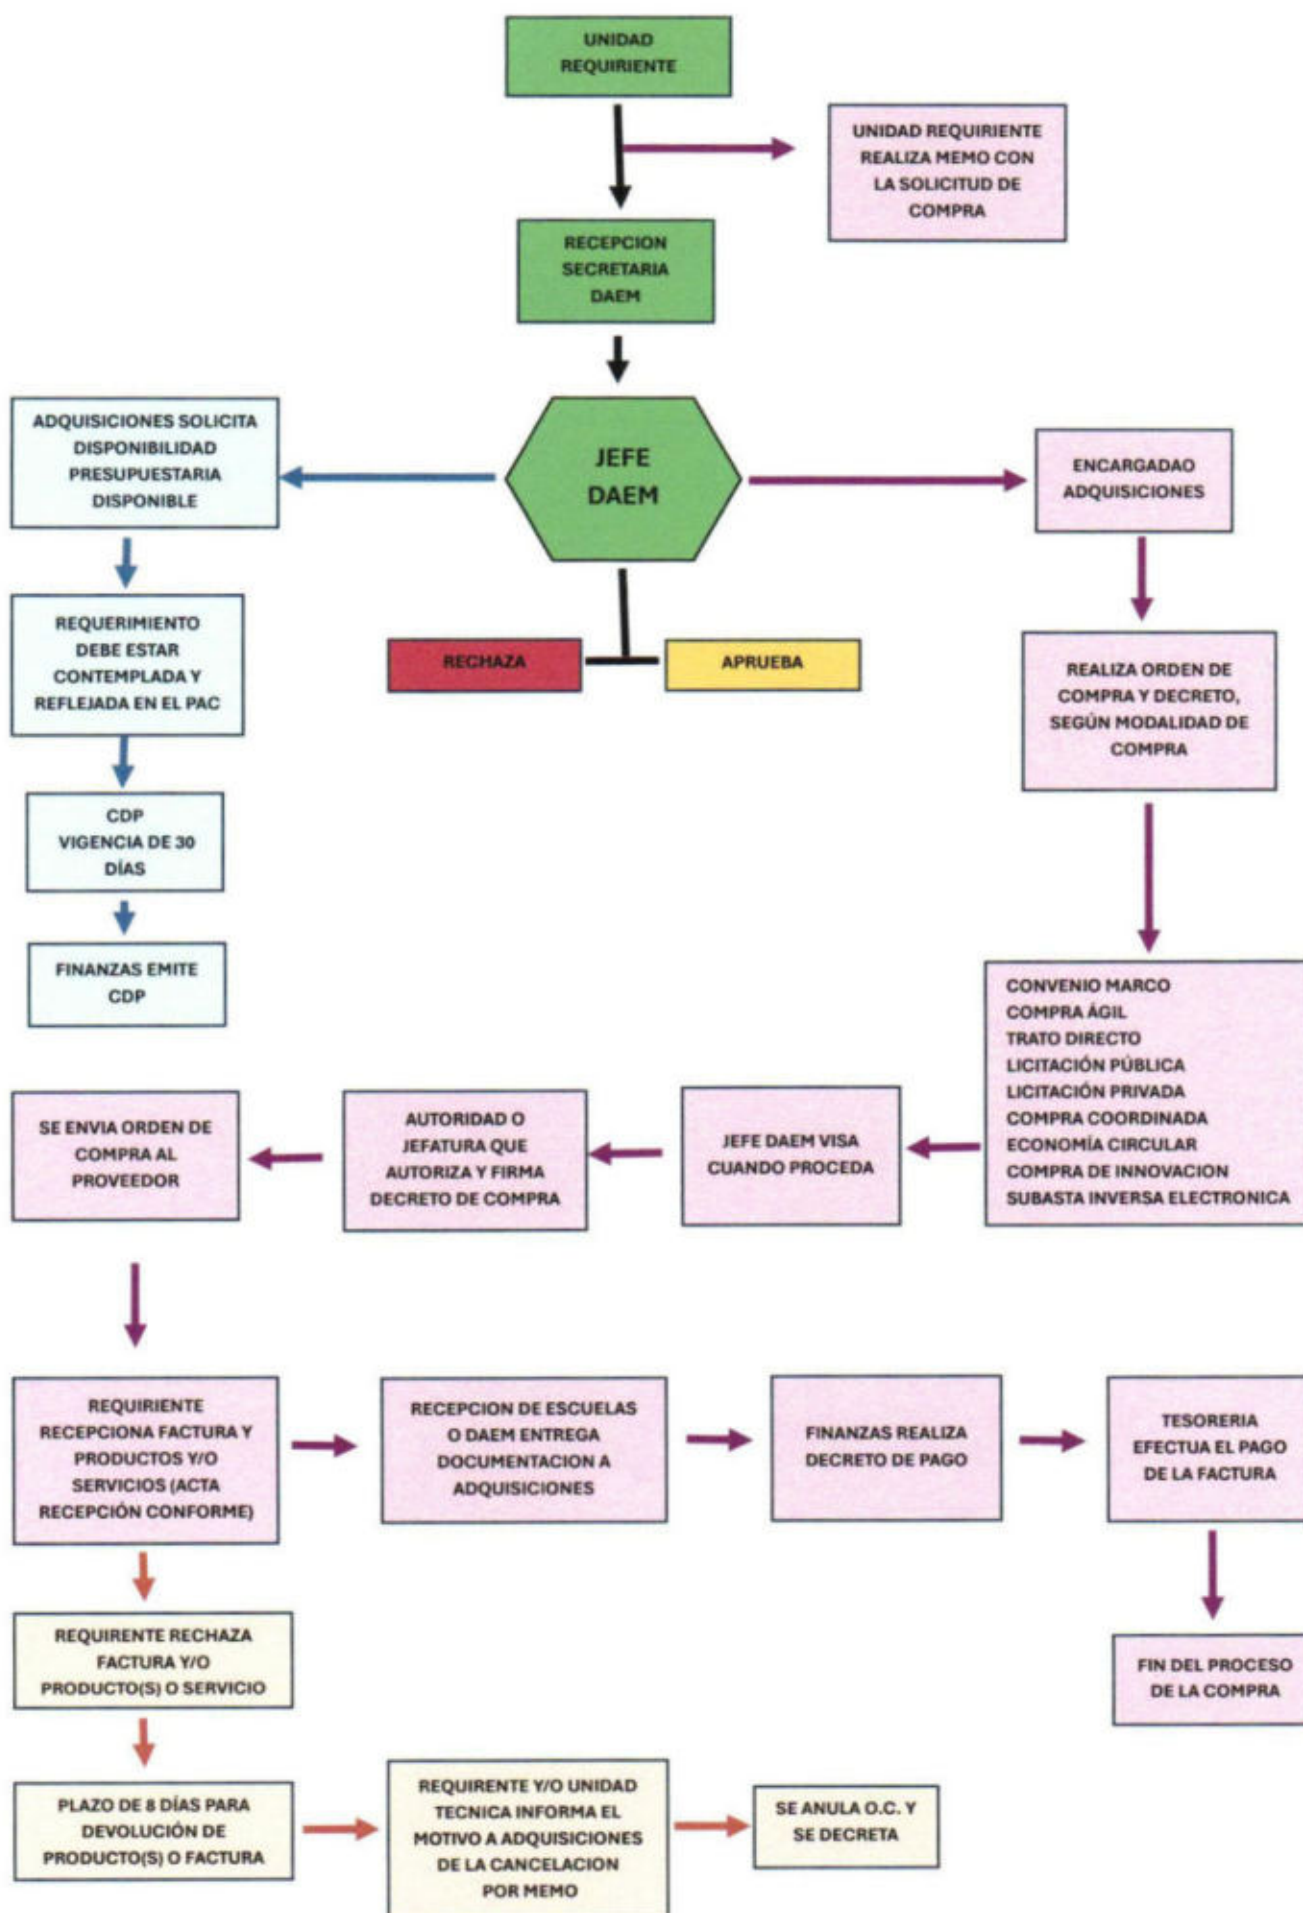 UNIDAD
REQUIRIENTE
UNIDAD REQUIRIENTE
REALIZA MEMO CON
LA SOLICITUD DE
COMPRA
RECEPCION
SECRETARIA
DAEM
JEFE
DAEM
ADQUISICIONES SOLICITA
DISPONIBILIDAD
PRESUPUESTARIA
DISPONIBLE
ENCARGADAO
ADQUISICIONES
REQUERIMIENTO
DEBE ESTAR
CONTEMPLADA Y
REFLEJADA EN EL PAC
RECHAZA
APRUEBA
REALIZA ORDEN DE
COMPRA Y DECRETO,
SEGÚN MODALIDAD DE
COMPRA
CDP
VIGENCIA DE 30
DÍAS
FINANZAS EMITE
CDP
CONVENIO MARCO
COMPRA ÁGIL
TRATO DIRECTO
LICITACIÓN PÚBLICA
LICITACIÓN PRIVADA
COMPRA COORDINADA
ECONOMÍA CIRCULAR
COMPRA DE INNOVACION
SUBASTA INVERSA ELECTRONICA
JEFE DAEM VISA
CUANDO PROCEDA
AUTORIDAD O
JEFATURA QUE
AUTORIZA Y FIRMA
DECRETO DE COMPRA
SE ENVIA ORDEN DE
COMPRA AL
PROVEEDOR
REQUIRIENTE
RECEPCIONA FACTURA Y
PRODUCTOS Y/O
SERVICIOS (ACTA
RECEPCIÓN CONFORME)
RECEPCION DE ESCUELAS
O DAEM ENTREGA
DOCUMENTACION A
ADQUISICIONES
FINANZAS REALIZA
DECRETO DE PAGO
TESORERIA
EFECTUA EL PAGO
DE LA FACTURA
FIN DEL PROCESO
DE LA COMPRA
REQUIRENTE RECHAZA
FACTURA Y/O
PRODUCTO(S) O SERVICIO
PLAZO DE 8 DÍAS PARA
DEVOLUCIÓN DE
PRODUCTO(S) O FACTURA
REQUIRENTE Y/O UNIDAD
TECNICA INFORMA EL
MOTIVO A ADQUISICIONES
DE LA CANCELACION
POR MEMO
SE ANULA O.C. Y
SE DECRETA